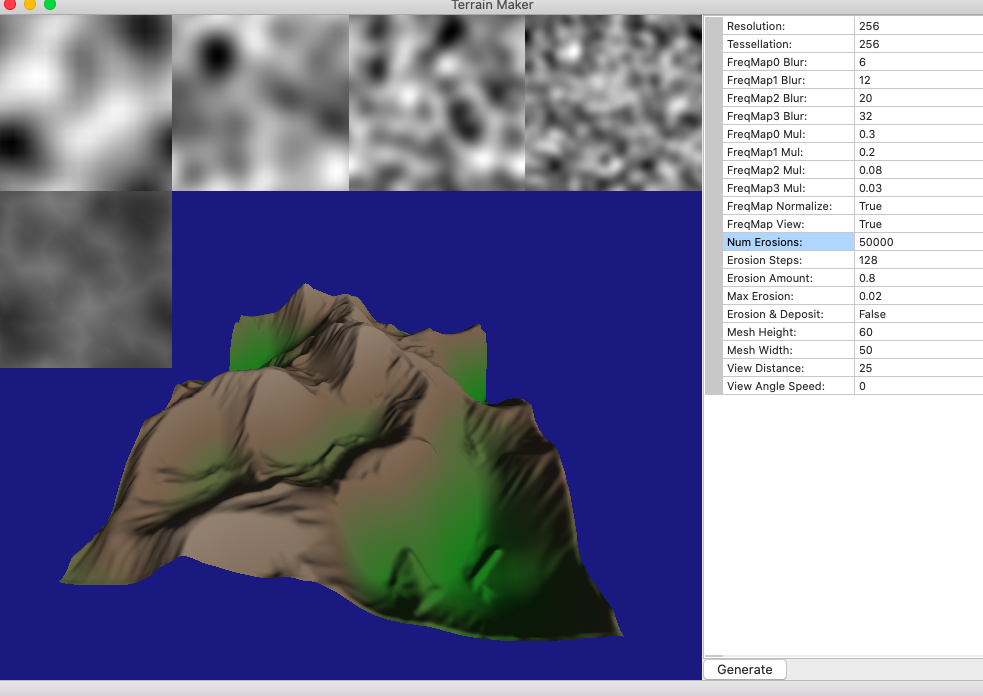 Terrain Maker
Resolution: 256
Tessellation: 256
FreqMap0 Blur: 6
FreqMap1 Blur: 12
FreqMap2 Blur: 20
FreqMap3 Blur: 32
FreqMap0 Mul: 0.3
FreqMap1 Mul: 0.2
FreqMap2 Mul: 0.08
FreqMap3 Mul: 0.03
FreqMap Normalize: True
FreqMap View: True
Num Erosions: 50000
Erosion Steps: 128
Erosion Amount: 0.8
Max Erosion: 0.02
Erosion & Deposit: False
Mesh Height: 60
Mesh Width: 50
View Distance: 25
View Angle Speed: 0
Generate